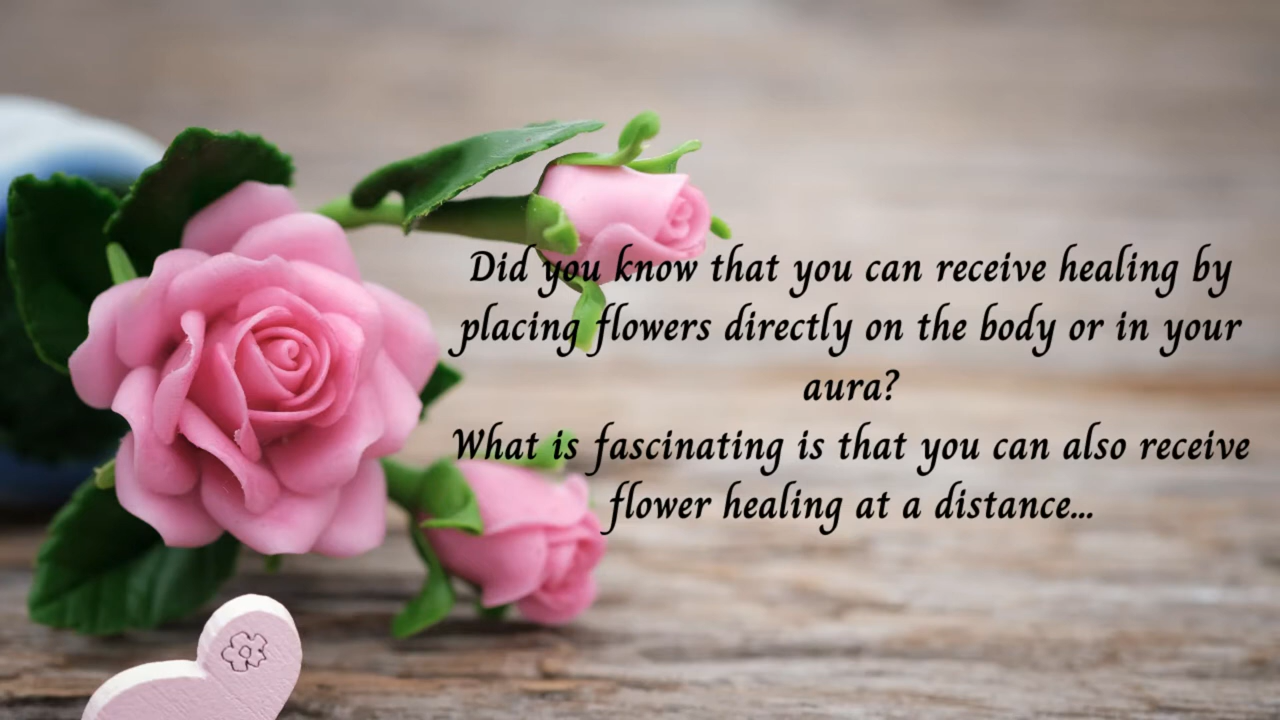 Did you know that you can receive healing by
placing flowers directly on the body or in your
aura?
What is fascinating is that you can also receive
flower healing at a distance...